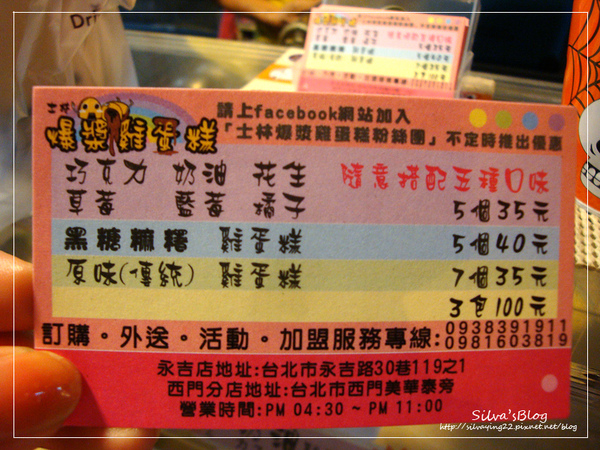 Dri
士林
爆漿雞蛋糕
請上facebook網站加入
「士林爆漿雞蛋糕粉絲團」不定時推出優惠
巧克力 奶油 花生 隨意搭配五種口味
草莓 藍莓 橘子 5個35元
黑糖麻糬 雞蛋糕 5個40元
原味(傳統) 雞蛋糕 7個35元
3包100元
訂購。外送。活動。加盟服務專線:0938391911
0981603819
永吉店地址:台北市永吉路30巷119之1
西門分店地址:台北市西門美華泰旁
營業時間:PM 04:30 ~ PM 11:00
Silva'sBlog
http://silvaying22.pixnet.net/blog